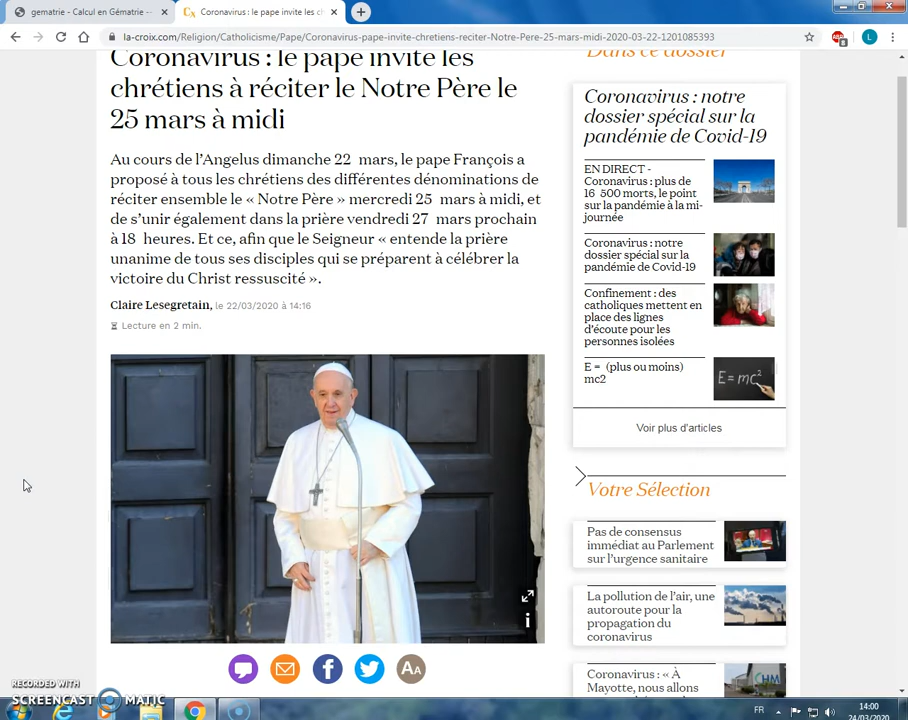 gematrie - Calcul en Gématrie --
Coronavirus : le pape invite les ch
la-croix.com/Religion/Catholicisme/Pape/Coronavirus-pape-invite-chretiens-reciter-Notre-Pere-25-mars-midi-2020-03-22-1201085393
Coronavirus : le pape invite les
chrétiens à réciter le Notre Père le
25 mars à midi
Au cours de l’Angelus dimanche 22 mars, le pape François a
proposé à tous les chrétiens des différentes dénominations de
réciter ensemble le « Notre Père » mercredi 25 mars à midi, et
de s’unir également dans la prière vendredi 27 mars prochain
à 18 heures. Et ce, afin que le Seigneur « entende la prière
unanime de tous ses disciples qui se préparent à célébrer la
victoire du Christ ressuscité ».
Claire Lesegretain, le 22/03/2020 à 14:16
Lecture en 2 min.
Dans ce dossier
Coronavirus : notre
dossier spécial sur la
pandémie de Covid-19
EN DIRECT -
Coronavirus : plus de
16 500 morts, le point
sur la pandémie à la mi-
journée
Coronavirus : notre
dossier spécial sur la
pandémie de Covid-19
Confinement : des
catholiques mettent en
place des lignes
d’écoute pour les
personnes isolées
E = (plus ou moins)
mc2
E=mc²
Voir plus d'articles
Votre Sélection
Pas de consensus
immédiat au Parlement
sur l’urgence sanitaire
La pollution de l’air, une
autoroute pour la
propagation du
coronavirus
Coronavirus : « À
Mayotte, nous allons
CHM
AA
RECORDED WITH
SCREENCAST MATIC
FR
14:00
24/03/2020